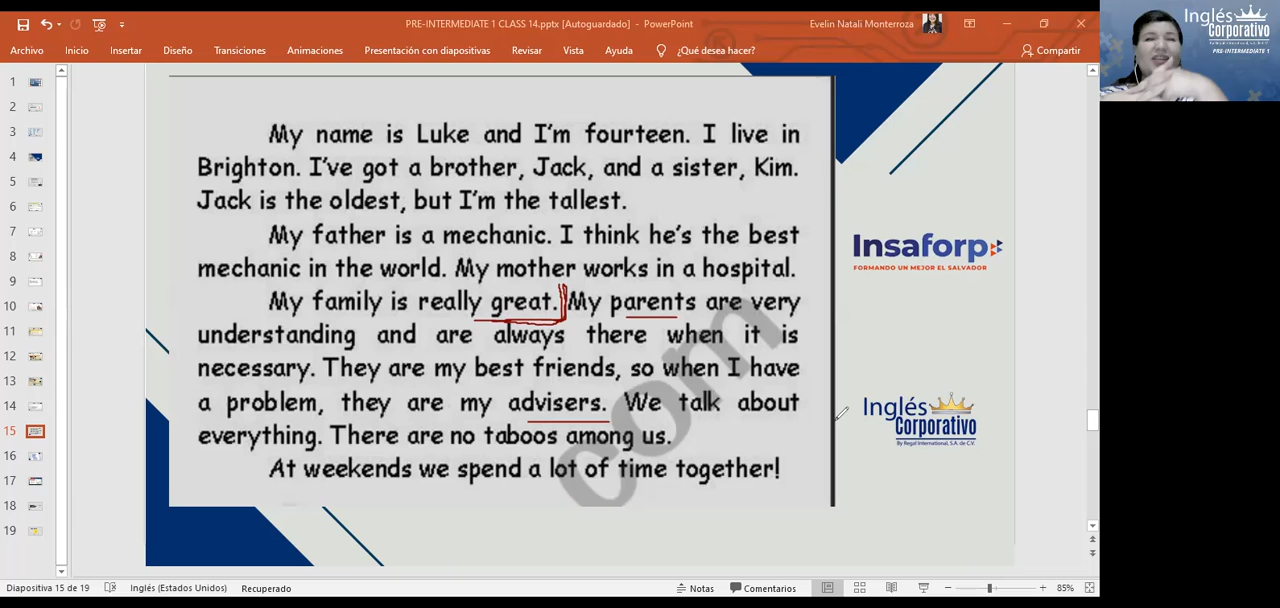 PRE-INTERMEDIATE 1 CLASS 14.pptx [Autoguardado] - PowerPoint
Evelin Natali Monterroza
Archivo Inicio Insertar Diseño Transiciones Animaciones Presentación con diapositivas Revisar Vista Ayuda ¿Qué desea hacer? Compartir
Inglés
Corporativo
By Regal International, S.A. de C.V.
PRE-INTERMEDIATE 1
1
2
3
4
5
6
7
8
9
10
11
12
13
14
15
16
17
18
19
My name is Luke and I'm fourteen. I live in
Brighton. I've got a brother, Jack, and a sister, Kim.
Jack is the oldest, but I'm the tallest.
My father is a mechanic. I think he's the best
mechanic in the world. My mother works in a hospital.
My family is really great. My parents are very
understanding and are always there when it is
necessary. They are my best friends, so when I have
a problem, they are my advisers. We talk about
everything. There are no taboos among us.
At weekends we spend a lot of time together!
com
Insaforp
FORMANDO UN MEJOR EL SALVADOR
Inglés
Corporativo
By Regal International, S.A. de C.V.
Diapositiva 15 de 19 Inglés (Estados Unidos) Recuperado Notas Comentarios 85%